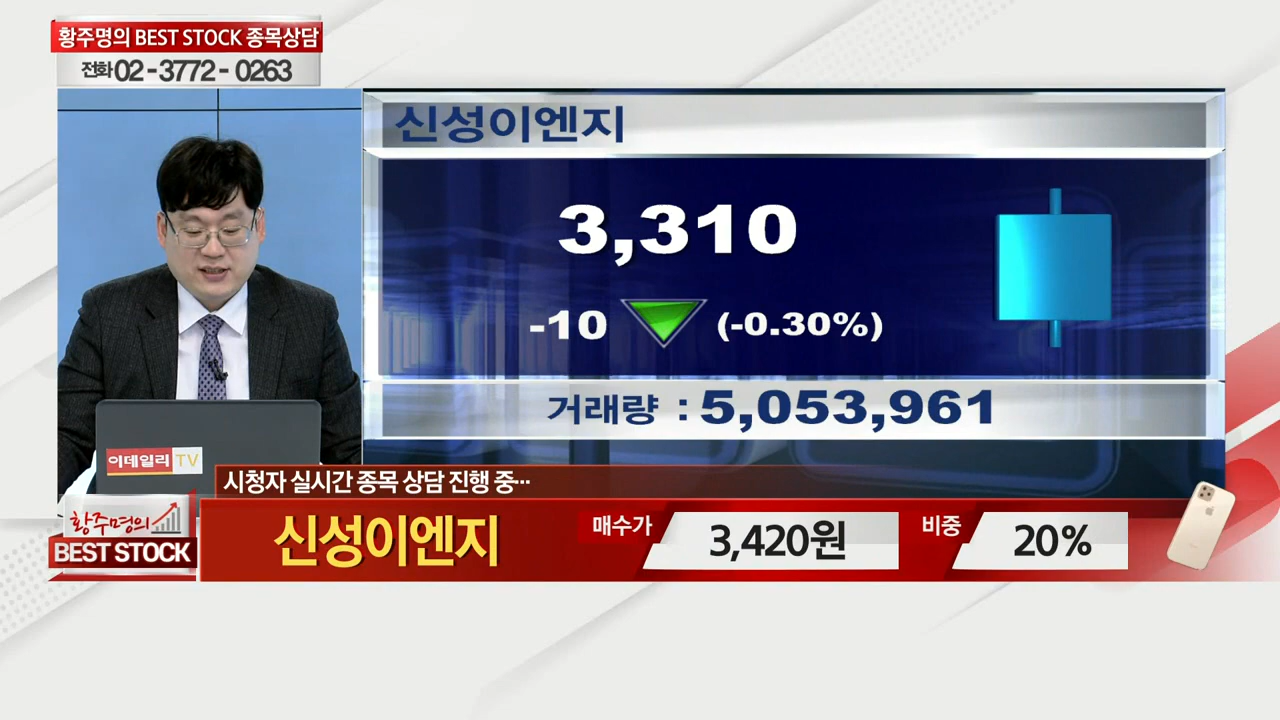 황주명의 BEST STOCK 종목상담
전화 02-3772-0263
신성이엔지
3,310
-10 (-0.30%)
거래량 : 5,053,961
이데일리 TV
시청자 실시간 종목 상담 진행 중…
황주명의
BEST STOCK
신성이엔지 매수가 3,420원 비중 20%